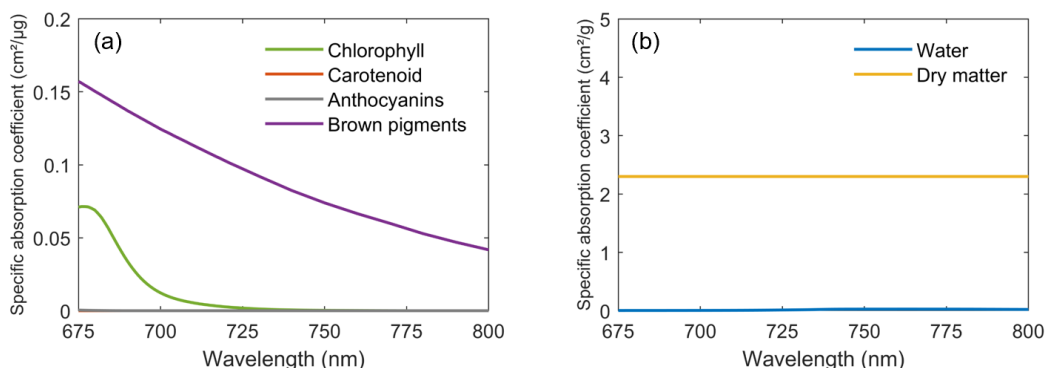 (a)
Specific absorption coefficient (cm²/µg)
0.2
0.15
0.1
0.05
0
Chlorophyll
Carotenoid
Anthocyanins
Brown pigments
675 700 725 750 775 800
Wavelength (nm)
(b)
Specific absorption coefficient (cm²/g)
5
4
3
2
1
0
Water
Dry matter
675 700 725 750 775 800
Wavelength (nm)